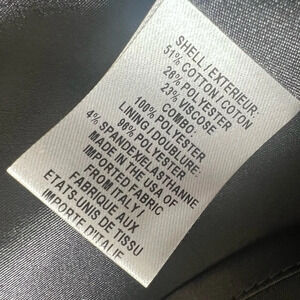 SHELL / EXTERIEUR:
51% COTTON / COTON
26% POLYESTER
23% VISCOSE
COMBO:
100% POLYESTER
LINING / DOUBLURE:
96% POLYESTER
4% SPANDEX/ELASTHANNE
MADE IN THE USA OF
IMPORTED FABRIC
FROM ITALY /
FABRIQUE AUX
ETATS-UNIS DE TISSU
IMPORTE D'ITALIE